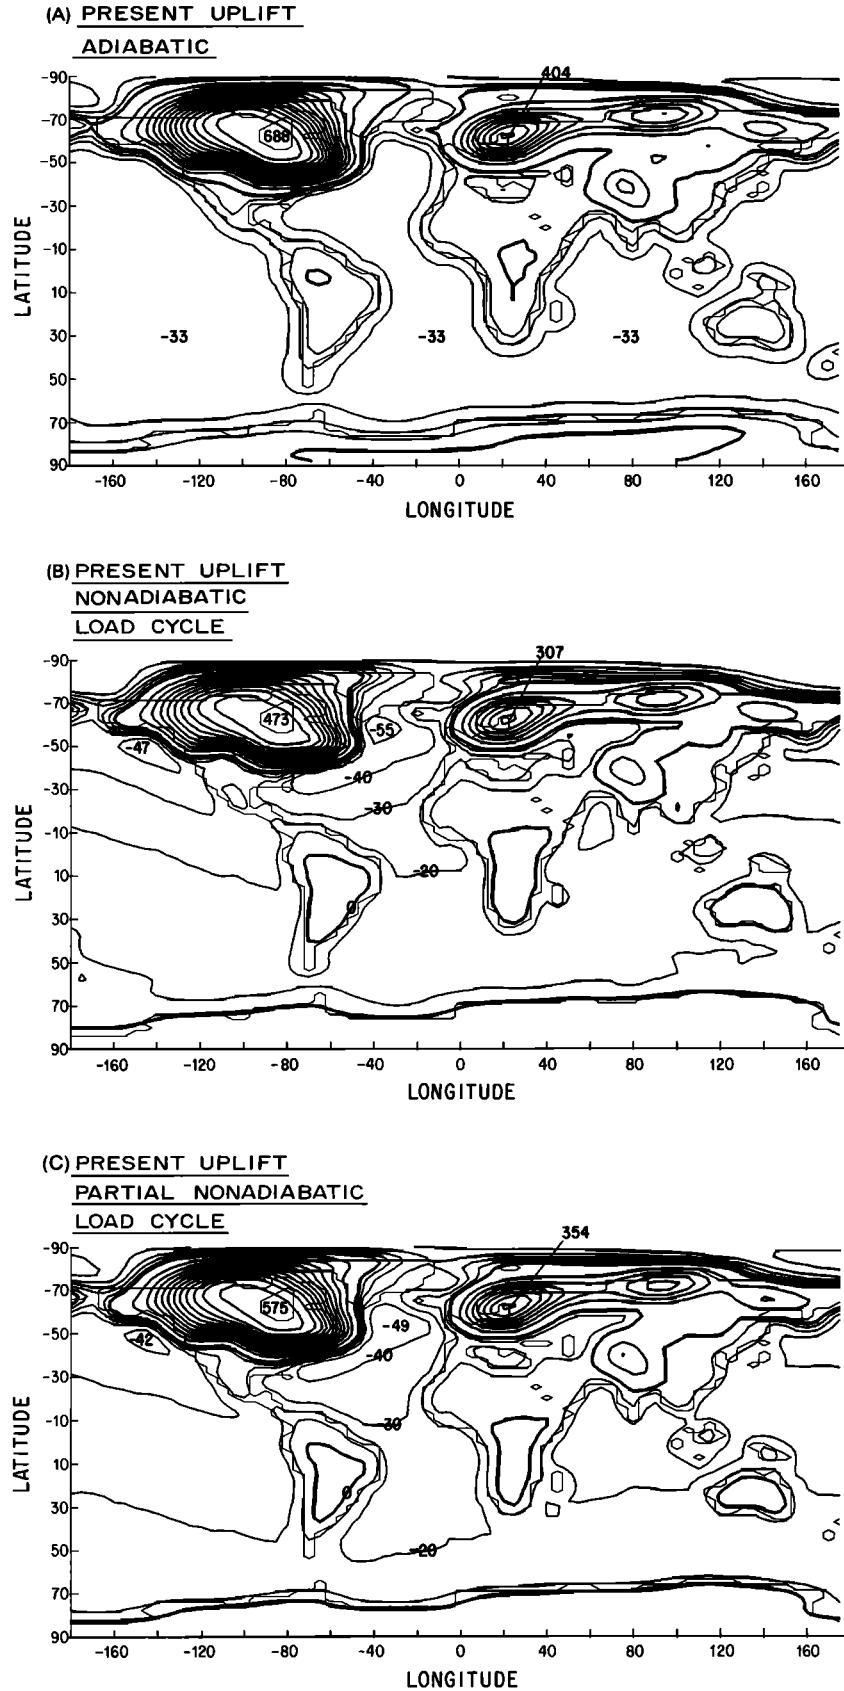 (A) PRESENT UPLIFT
ADIABATIC
404
-90
-70
688
-50
-30
-10
10
30
-33 -33 -33
50
70
90
LATITUDE
-160 -120 -80 -40 0 40 80 120 160
LONGITUDE
(B) PRESENT UPLIFT
NONADIABATIC
LOAD CYCLE
307
-90
-70
473
-55
-50
-47
-40
-30
-30
-10
-20
10
0
30
50
70
90
LATITUDE
-160 -120 -80 -40 0 40 80 120 160
LONGITUDE
(C) PRESENT UPLIFT
PARTIAL NONADIABATIC
LOAD CYCLE
354
-90
-70
575
-49
-50
-42
-40
-30
-10
-30
10
0
30
50
-20
70
90
LATITUDE
-160 -120 -80 -40 0 40 80 120 160
LONGITUDE